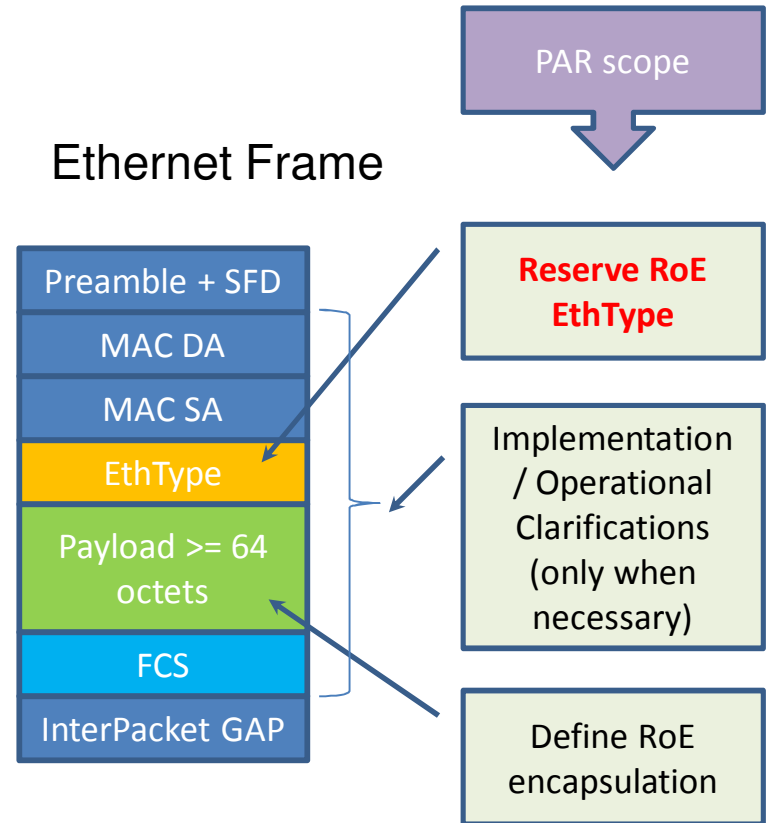 PAR scope
Ethernet Frame
Preamble + SFD
MAC DA
MAC SA
EthType
Payload >= 64
octets
FCS
InterPacket GAP
Reserve RoE
EthType
Implementation
/ Operational
Clarifications
(only when
necessary)
Define RoE
encapsulation